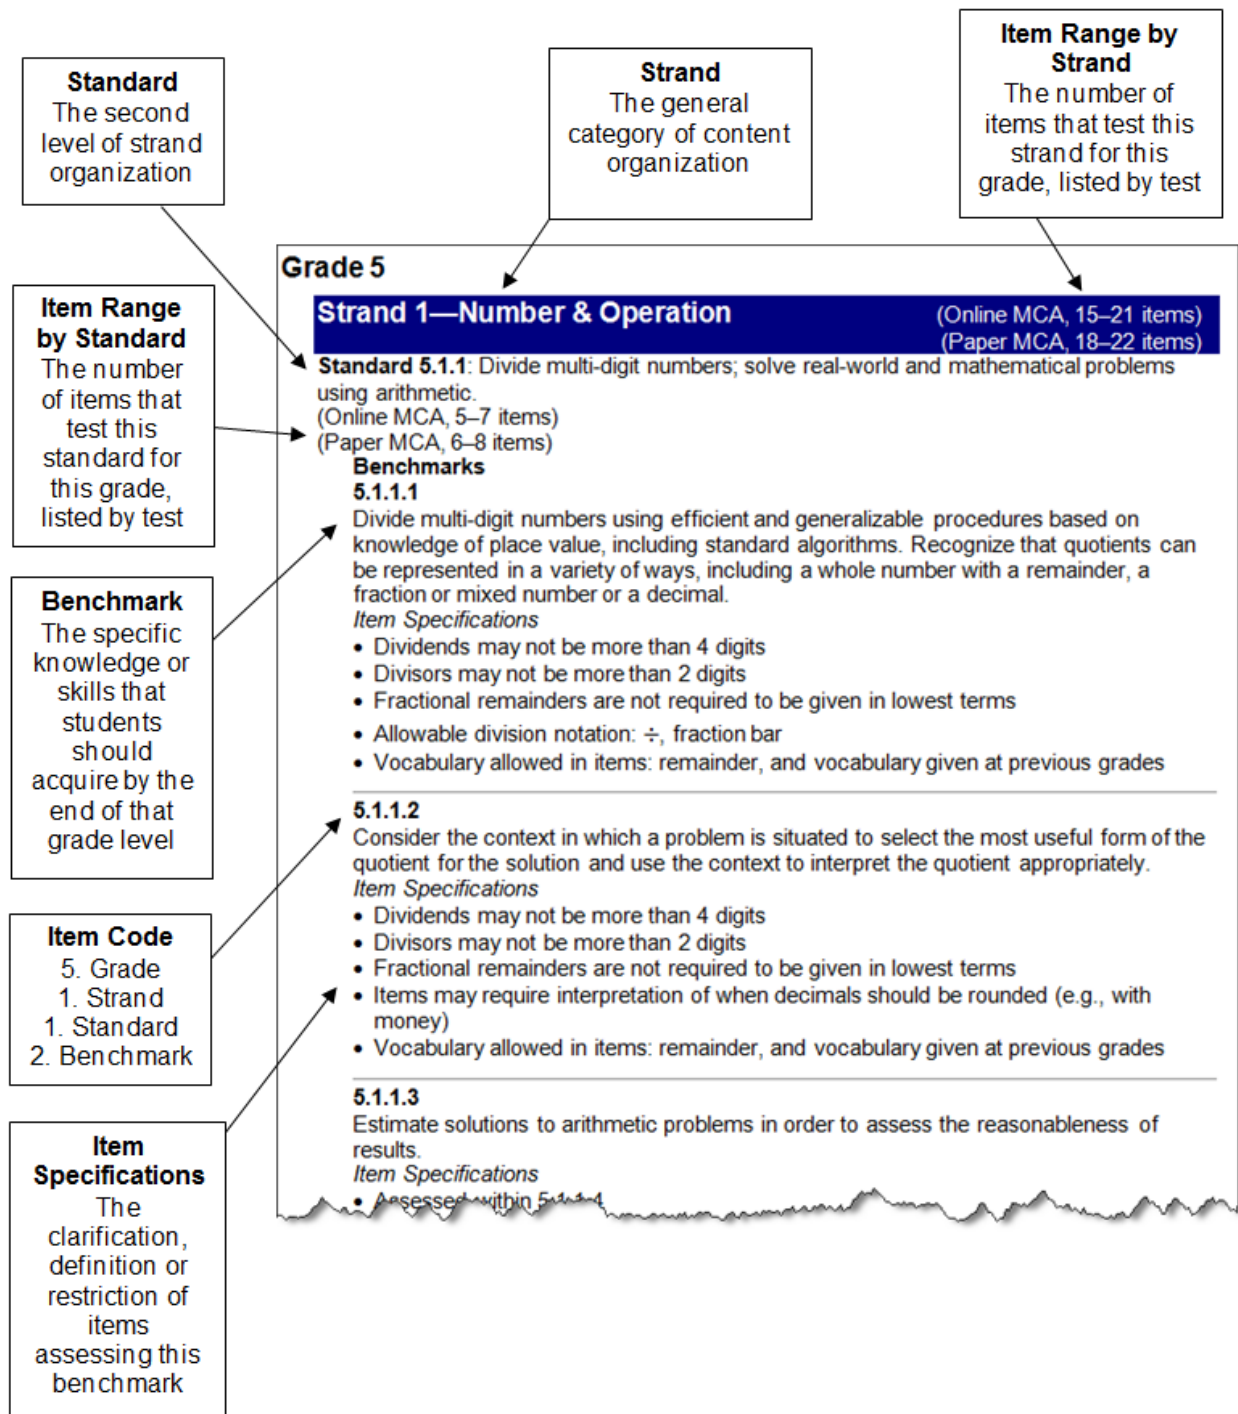 Standard
The second
level of strand
organization
Strand
The general
category of content
organization
Item Range by
Strand
The number of
items that test this
strand for this
grade, listed by test
Item Range
by Standard
The number
of items that
test this
standard for
this grade,
listed by test
Benchmark
The specific
knowledge or
skills that
students
should
acquire by the
end of that
grade level
Item Code
5. Grade
1. Strand
1. Standard
2. Benchmark
Item
Specifications
The
clarification,
definition or
restriction of
items
assessing this
benchmark
Grade 5
Strand 1—Number & Operation (Online MCA, 15–21 items)
(Paper MCA, 18–22 items)
Standard 5.1.1: Divide multi-digit numbers; solve real-world and mathematical problems
using arithmetic.
(Online MCA, 5–7 items)
(Paper MCA, 6–8 items)
Benchmarks
5.1.1.1
Divide multi-digit numbers using efficient and generalizable procedures based on
knowledge of place value, including standard algorithms. Recognize that quotients can
be represented in a variety of ways, including a whole number with a remainder, a
fraction or mixed number or a decimal.
Item Specifications
• Dividends may not be more than 4 digits
• Divisors may not be more than 2 digits
• Fractional remainders are not required to be given in lowest terms
• Allowable division notation: ÷, fraction bar
• Vocabulary allowed in items: remainder, and vocabulary given at previous grades
5.1.1.2
Consider the context in which a problem is situated to select the most useful form of the
quotient for the solution and use the context to interpret the quotient appropriately.
Item Specifications
• Dividends may not be more than 4 digits
• Divisors may not be more than 2 digits
• Fractional remainders are not required to be given in lowest terms
• Items may require interpretation of when decimals should be rounded (e.g., with
money)
• Vocabulary allowed in items: remainder, and vocabulary given at previous grades
5.1.1.3
Estimate solutions to arithmetic problems in order to assess the reasonableness of
results.
Item Specifications
• Assessed within 5.1.1.4